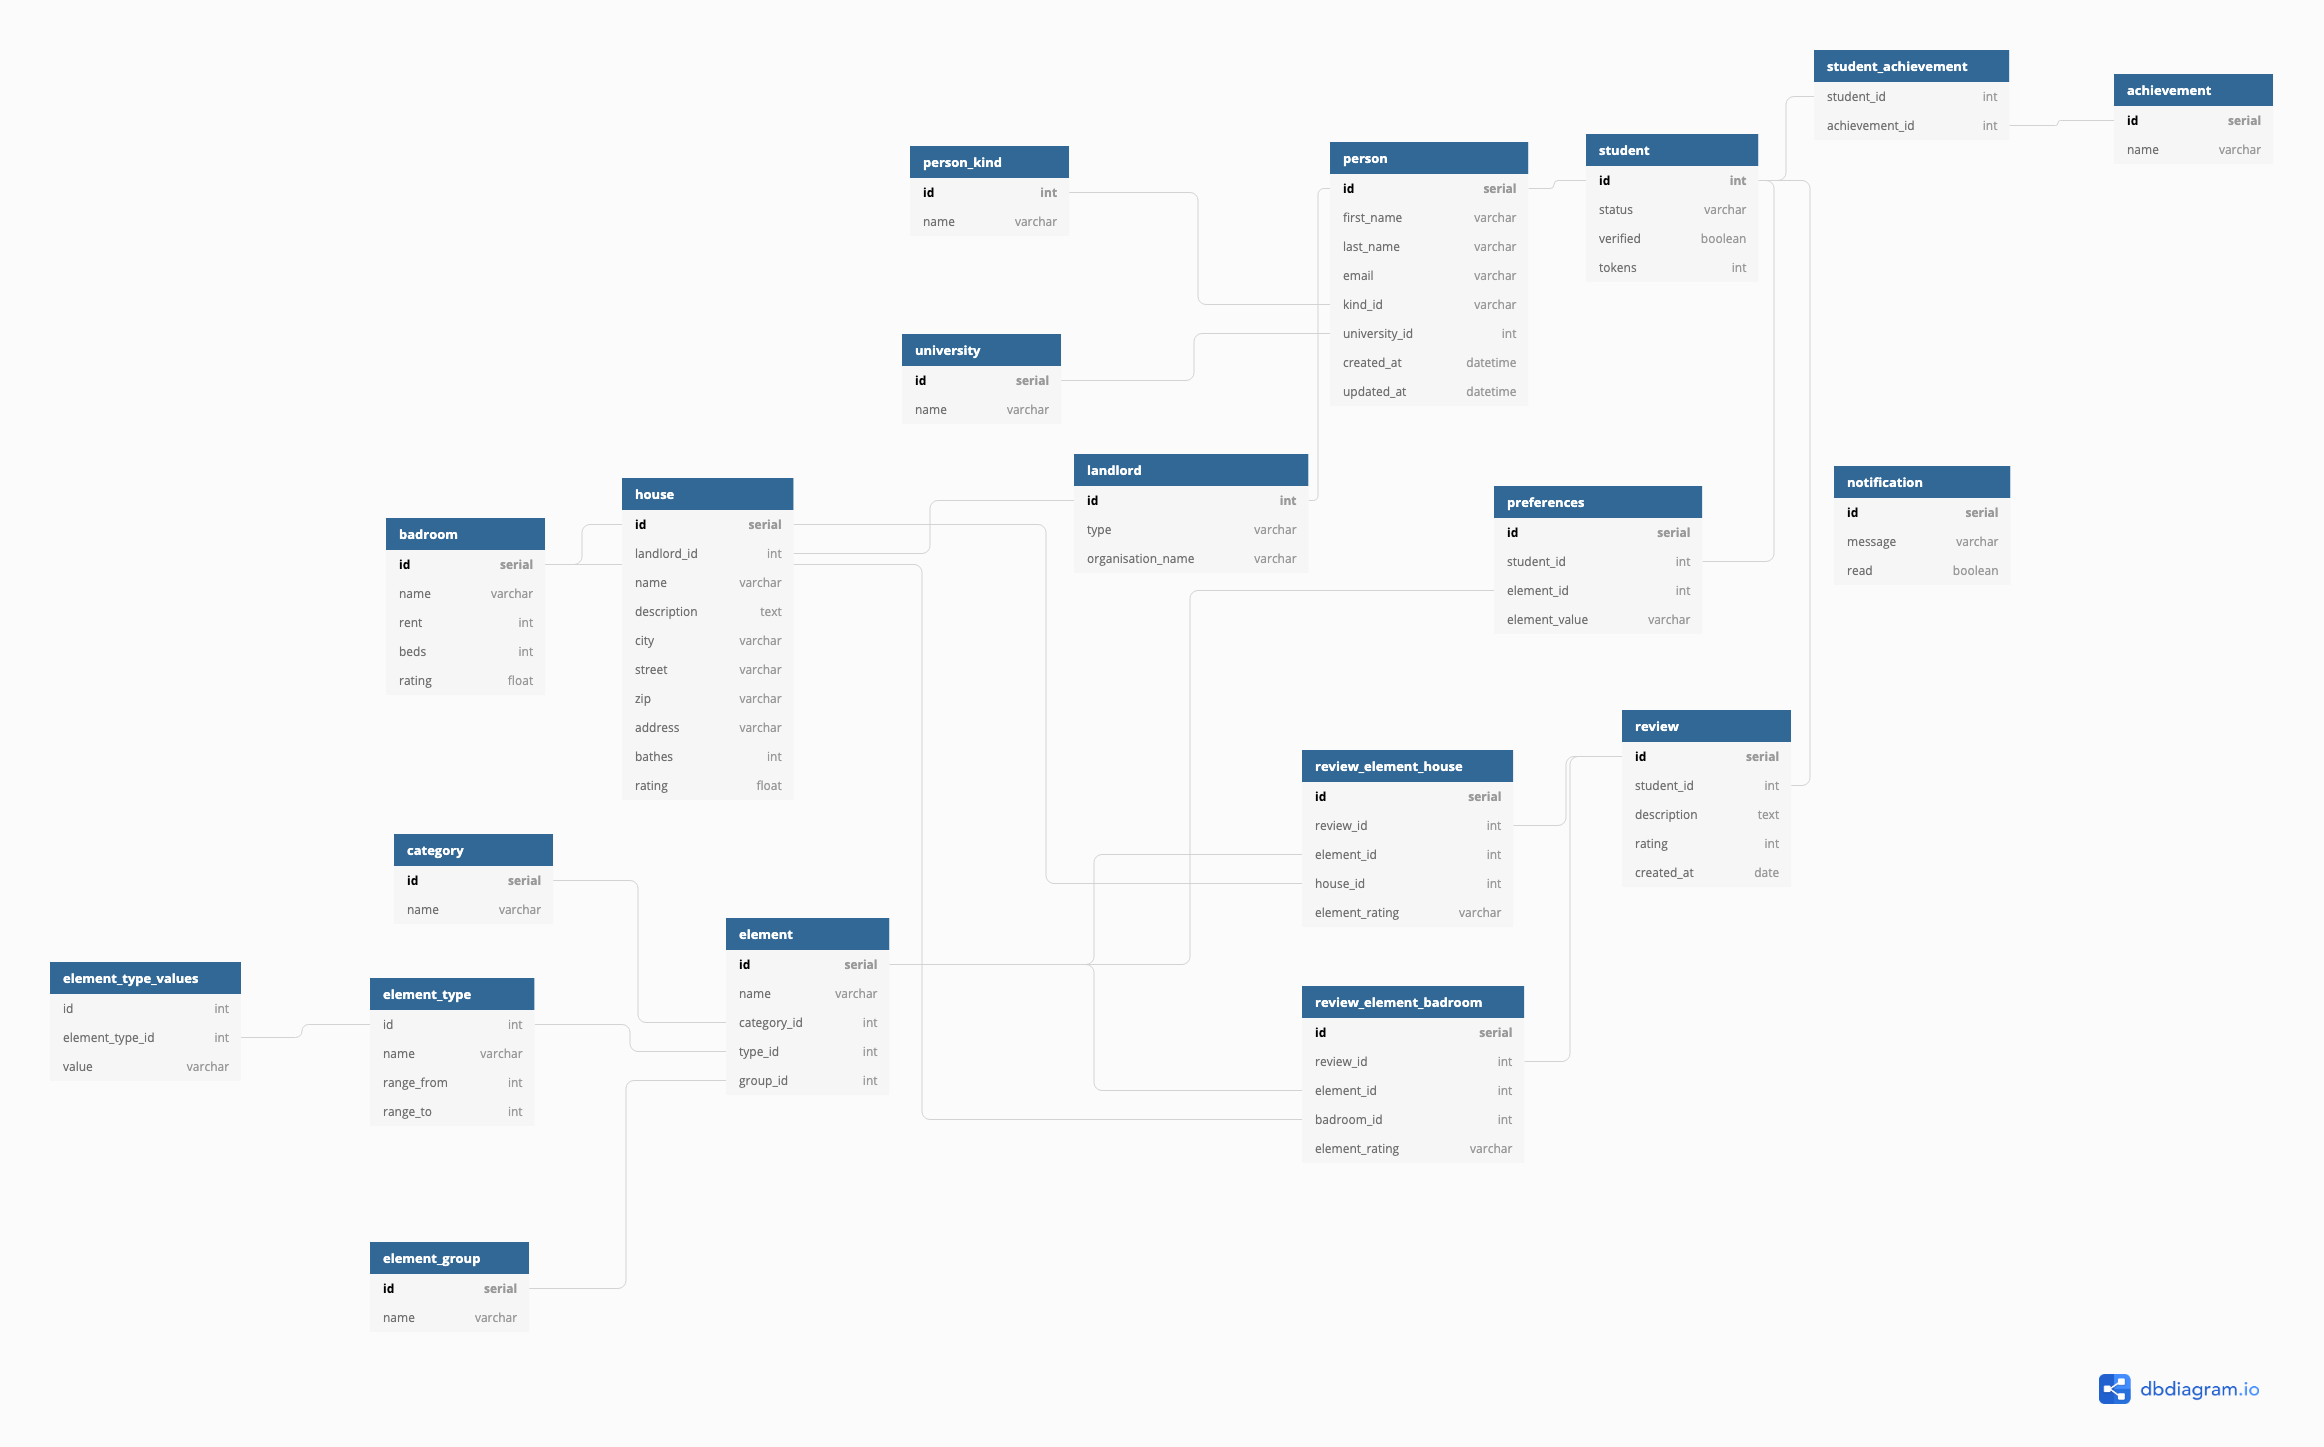 student_achievement
student_id int
achievement_id int
achievement
id serial
name varchar
person_kind
id int
name varchar
person
id serial
first_name varchar
last_name varchar
email varchar
kind_id varchar
university_id int
created_at datetime
updated_at datetime
student
id int
status varchar
verified boolean
tokens int
university
id serial
name varchar
landlord
id int
type varchar
organisation_name varchar
house
id serial
landlord_id int
name varchar
description text
city varchar
street varchar
zip varchar
address varchar
bathes int
rating float
badroom
id serial
name varchar
rent int
beds int
rating float
preferences
id serial
student_id int
element_id int
element_value varchar
notification
id serial
message varchar
read boolean
review
id serial
student_id int
description text
rating int
created_at date
review_element_house
id serial
review_id int
element_id int
house_id int
element_rating varchar
category
id serial
name varchar
element
id serial
name varchar
category_id int
type_id int
group_id int
element_type_values
id int
element_type_id int
value varchar
element_type
id int
name varchar
range_from int
range_to int
review_element_badroom
id serial
review_id int
element_id int
badroom_id int
element_rating varchar
element_group
id serial
name varchar
dbdiagram.io